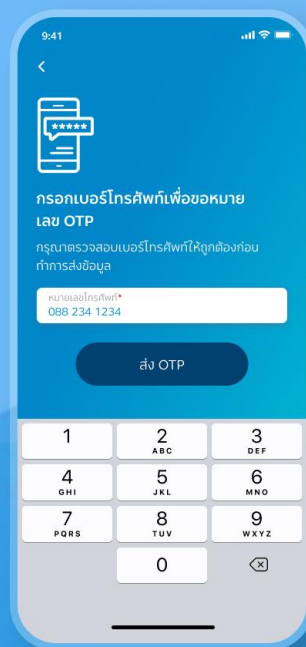 9:41
*****
กรอกเบอร์โทรศัพท์เพื่อขอหมาย
เลข OTP
กรุณาตรวจสอบเบอร์โทรศัพท์ให้ถูกต้องก่อน
ทำการส่งข้อมูล
หมายเลขโทรศัพท์*
088 234 1234
ส่ง OTP
1 2 3
ABC DEF
4 5 6
GHI JKL MNO
7 8 9
PQRS TUV WXYZ
0